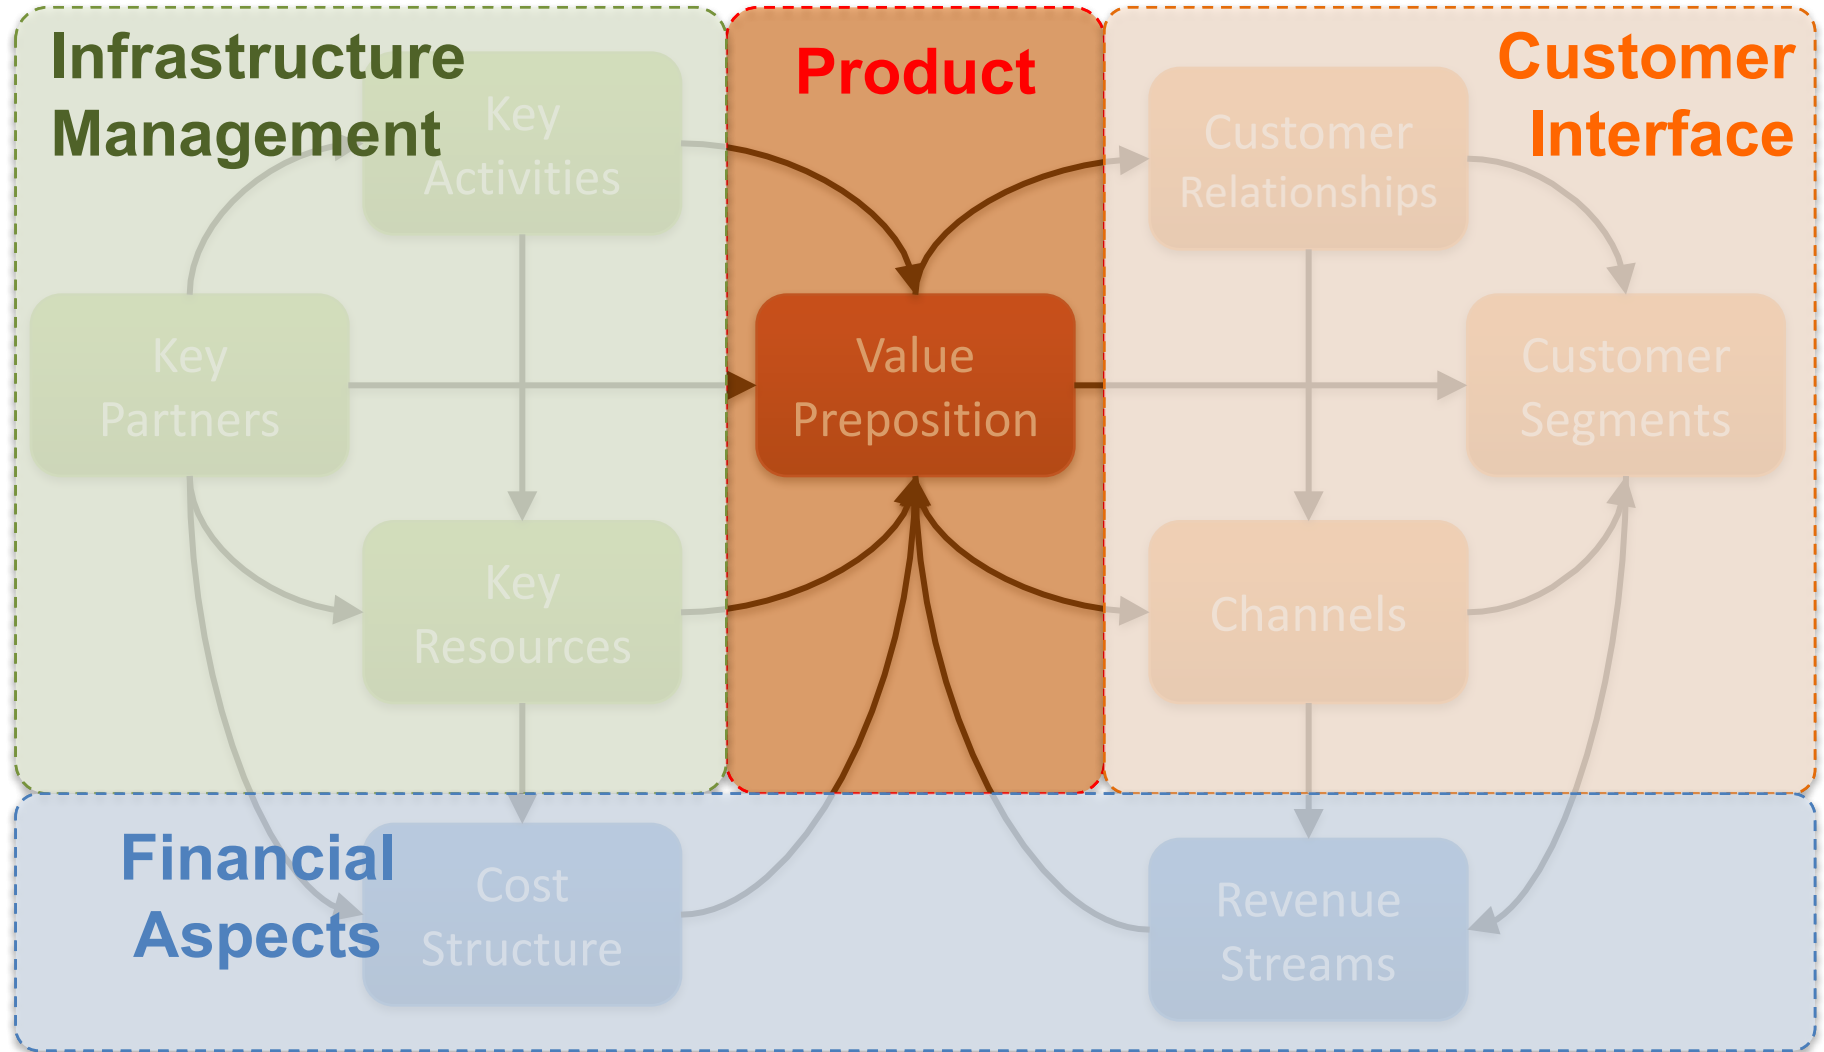 Infrastructure
Management
Product
Customer
Interface
Key
Activities
Customer
Relationships
Key
Partners
Value
Preposition
Customer
Segments
Key
Resources
Channels
Financial
Aspects
Cost
Structure
Revenue
Streams